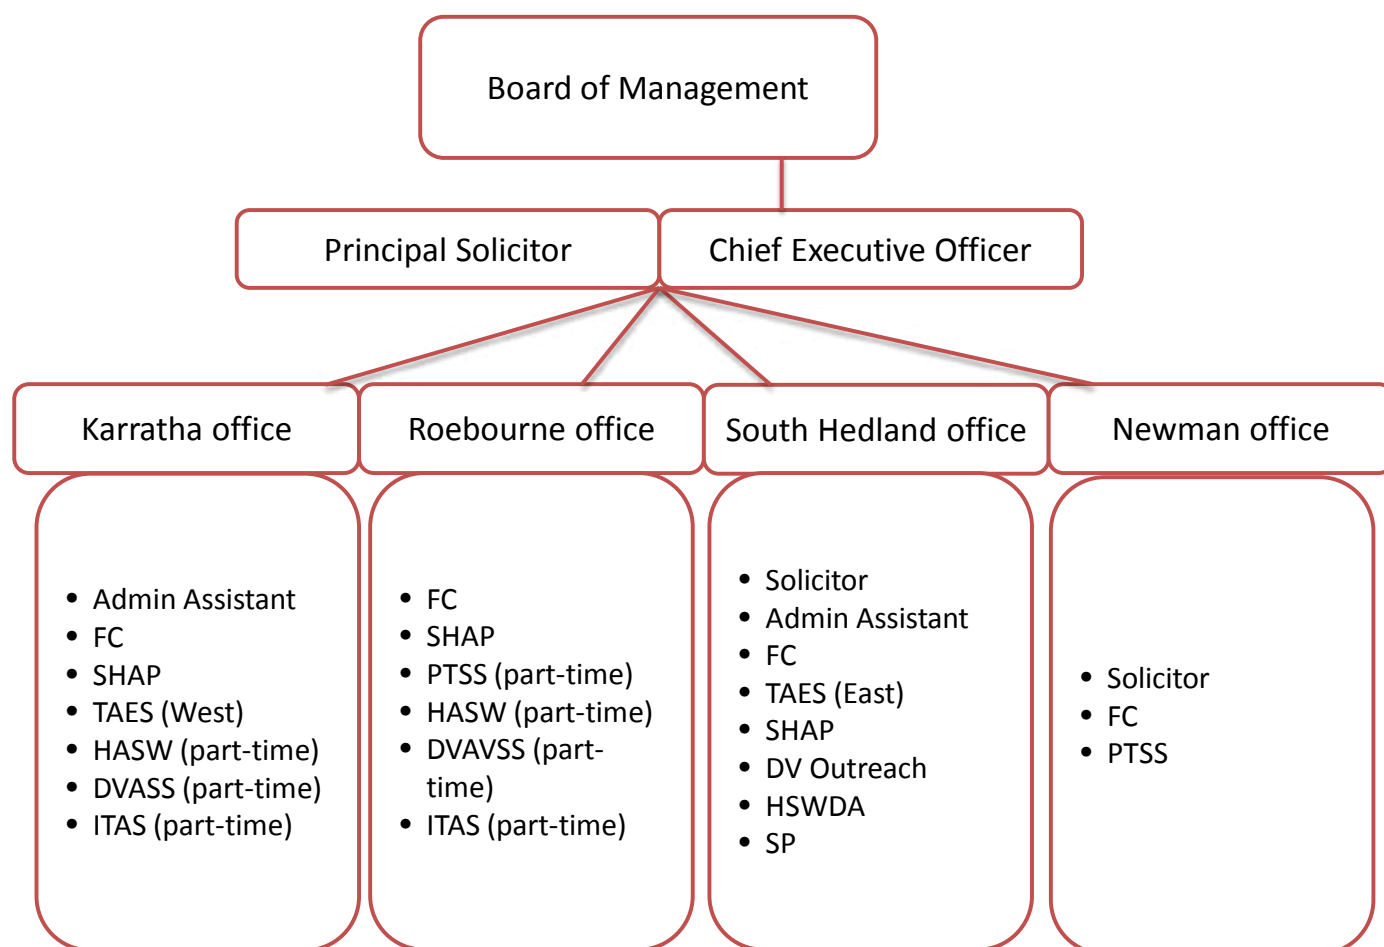 Board of Management
Principal Solicitor
Chief Executive Officer
Karratha office
Roebourne office
South Hedland office
Newman office
• Admin Assistant
• FC
• SHAP
• TAES (West)
• HASW (part-time)
• DVASS (part-time)
• ITAS (part-time)
• FC
• SHAP
• PTSS (part-time)
• HASW (part-time)
• DVAVSS (part-
time)
• ITAS (part-time)
• Solicitor
• Admin Assistant
• FC
• TAES (East)
• SHAP
• DV Outreach
• HSWDA
• SP
• Solicitor
• FC
• PTSS